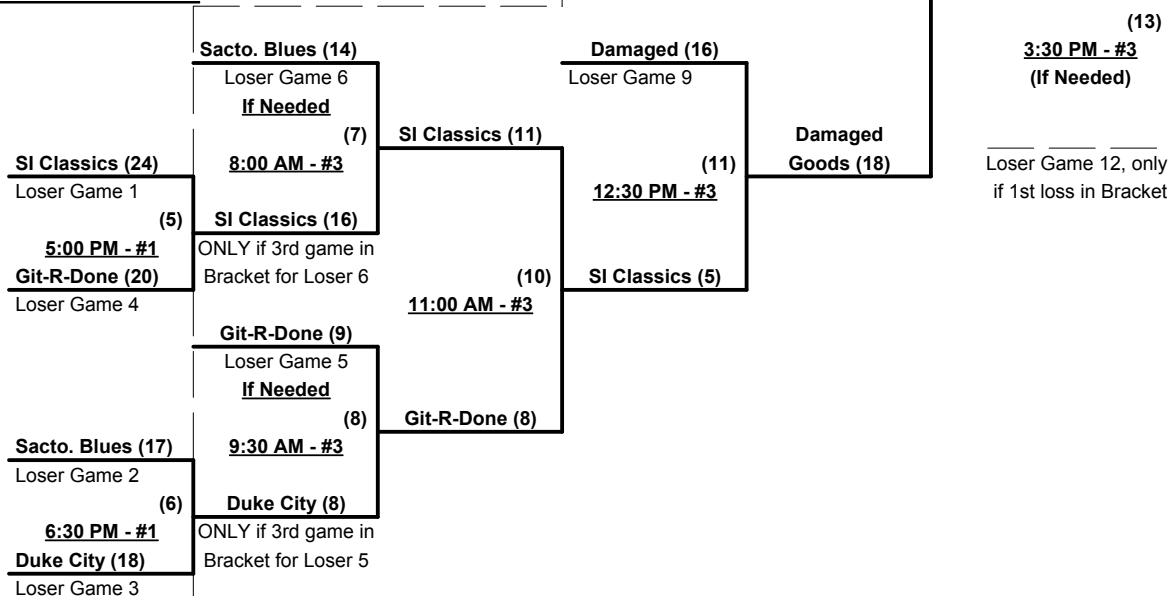 (13)
Sacto. Blues (14)
Damaged (16)
3:30 PM - #3
Loser Game 6
Loser Game 9
(If Needed)
If Needed
(7)
SI Classics (11)
Damaged
SI Classics (24)
8:00 AM - #3
(11)
Goods (18)
Loser Game 12, only
Loser Game 1
12:30 PM - #3
if 1st loss in Bracket
(5)
SI Classics (16)
5:00 PM - #1
ONLY if 3rd game in
Git-R-Done (20)
Bracket for Loser 6
(10)
SI Classics (5)
Loser Game 4
11:00 AM - #3
Git-R-Done (9)
Loser Game 5
If Needed
(8)
Git-R-Done (8)
Sacto. Blues (17)
9:30 AM - #3
Loser Game 2
(6)
Duke City (8)
6:30 PM - #1
ONLY if 3rd game in
Duke City (18)
Bracket for Loser 5
Loser Game 3